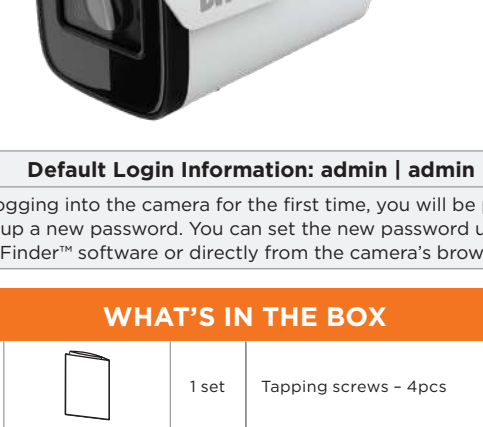 Default Login Information: admin | admin
ogging into the camera for the first time, you will be
up a new password. You can set the new password
Finder™ software or directly from the camera's
WHAT'S IN THE BOX
1 set
Tapping screws – 4pcs